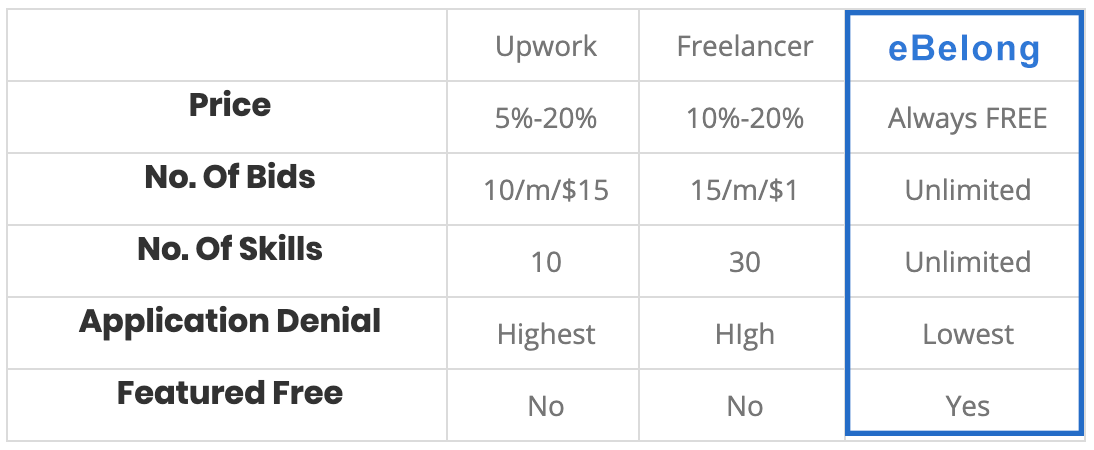 Upwork Freelancer eBelong
Price 5%-20% 10%-20% Always FREE
No. Of Bids 10/m/$15 15/m/$1 Unlimited
No. Of Skills 10 30 Unlimited
Application Denial Highest HIgh Lowest
Featured Free No No Yes